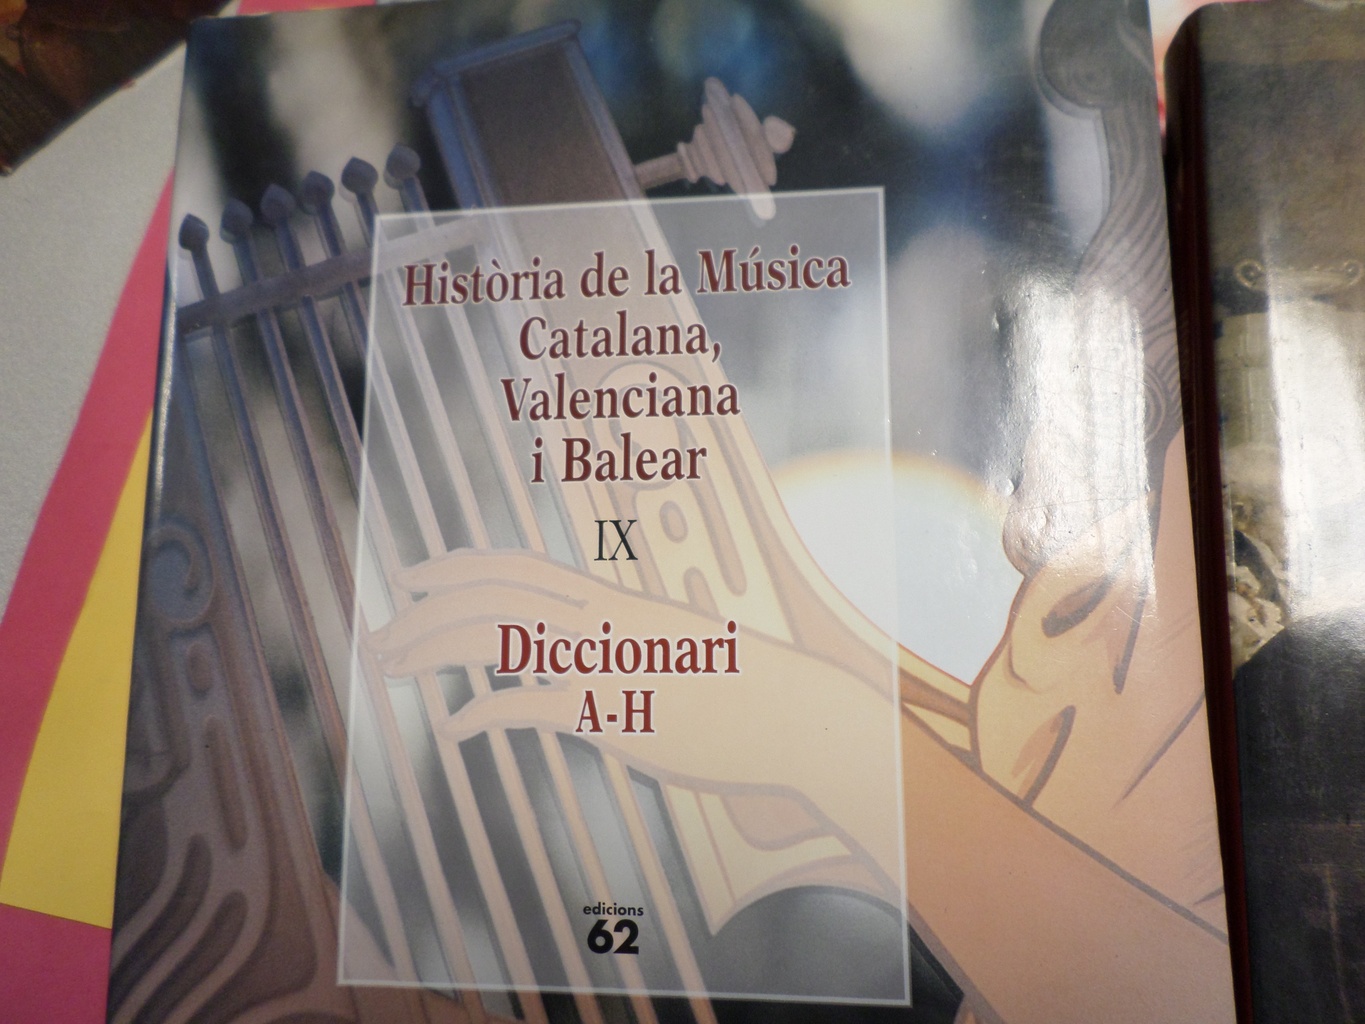 Història de la Música
Catalana,
Valenciana
i Balear
IX
Diccionari
A-H
edicions
62